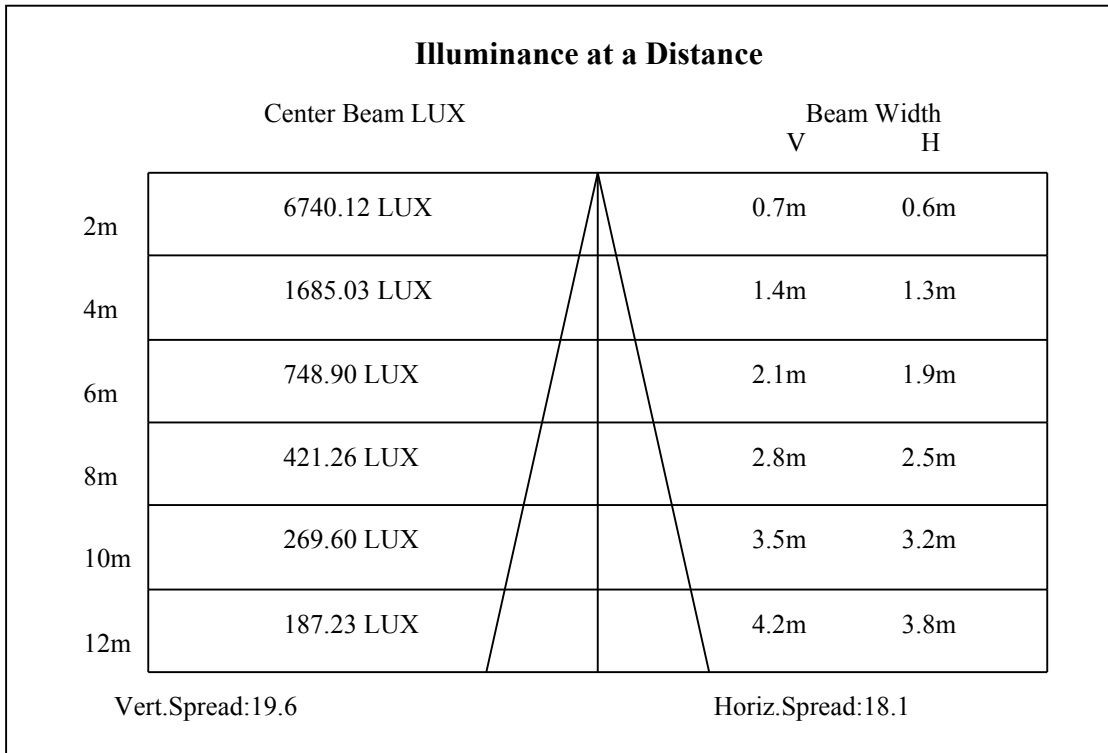 Illuminance at a Distance
Center Beam LUX Beam Width
V H
2m 6740.12 LUX 0.7m 0.6m
4m 1685.03 LUX 1.4m 1.3m
6m 748.90 LUX 2.1m 1.9m
8m 421.26 LUX 2.8m 2.5m
10m 269.60 LUX 3.5m 3.2m
12m 187.23 LUX 4.2m 3.8m
Vert.Spread:19.6 Horiz.Spread:18.1